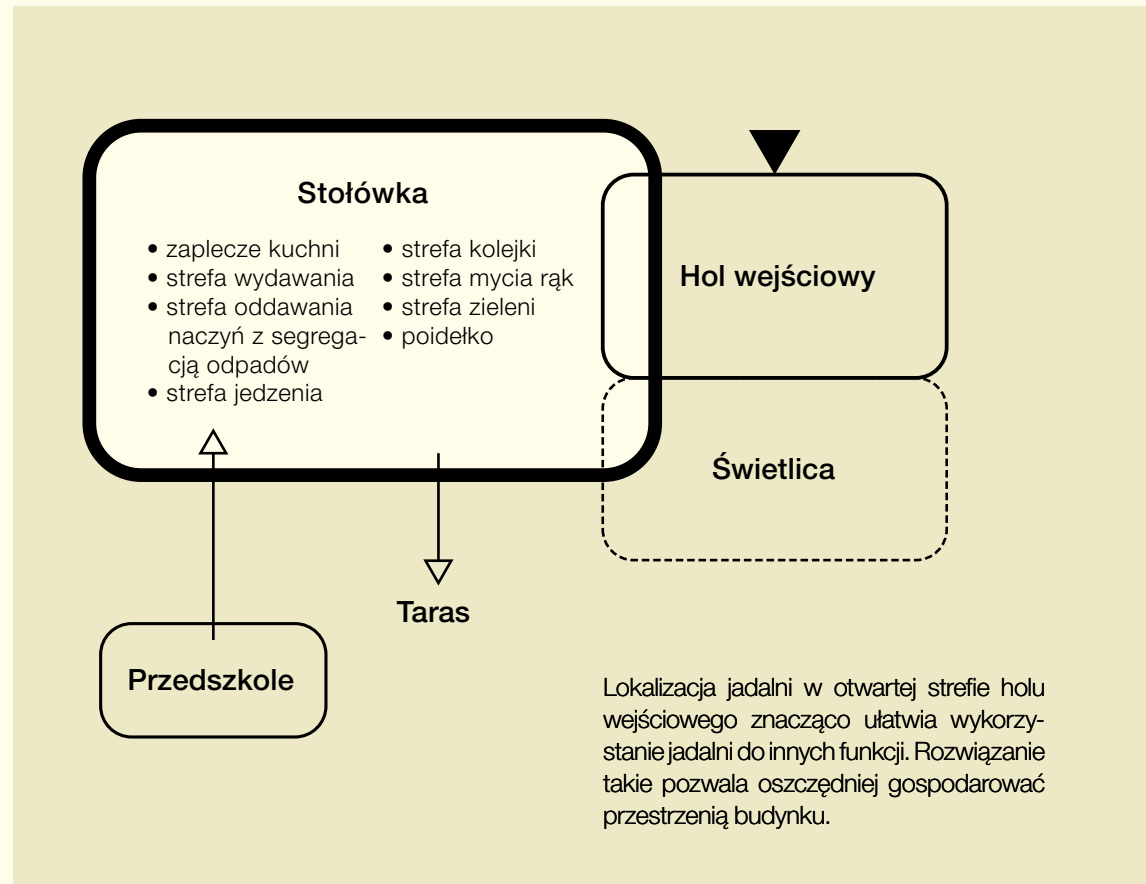 Stołówka
• zaplecze kuchni
• strefa wydawania
• strefa oddawania
naczyń z segrega-
cją odpadów
• strefa jedzenia
• strefa kolejki
• strefa mycia rąk
• strefa zieleni
• poidełko
Hol wejściowy
Świetlica
Taras
Przedszkole
Lokalizacja jadalni w otwartej strefie holu
wejściowego znacząco ułatwia wykorzy-
stanie jadalni do innych funkcji. Rozwiązanie
takie pozwala oszczędniej gospodarować
przestrzenią budynku.